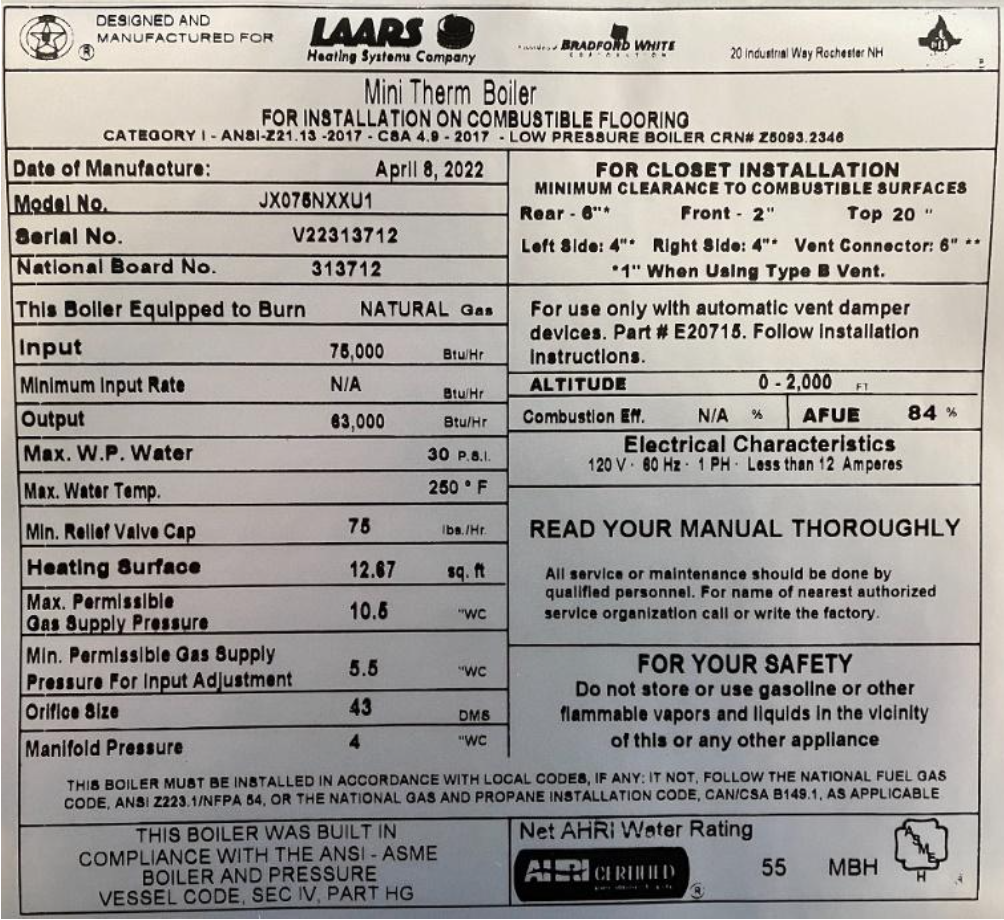 DESIGNED AND
MANUFACTURED FOR
®
LAARS
Heating Systems Company
BRADFORD WHITE
CORPORATION
20 Industrial Way Rochester NH
Mini Therm Boiler
FOR INSTALLATION ON COMBUSTIBLE FLOORING
CATEGORY I - ANSI-Z21.13 -2017 - CSA 4.9 - 2017 - LOW PRESSURE BOILER CRN# Z5093.2346
Date of Manufacture: April 8, 2022
Model No. JX075NXXU1
Serial No. V22313712
National Board No. 313712
This Boiler Equipped to Burn NATURAL Gas
Input 75,000 Btu/Hr
Minimum Input Rate N/A Btu/Hr
Output 63,000 Btu/Hr
Max. W.P. Water 30 P.S.I.
Max. Water Temp. 250 ° F
Min. Relief Valve Cap 75 lbs./Hr.
Heating Surface 12.67 sq. ft
Max. Permissible
Gas Supply Pressure 10.5 "WC
Min. Permissible Gas Supply
Pressure For Input Adjustment 5.5 "WC
Orifice Size 43 DMS
Manifold Pressure 4 "WC
FOR CLOSET INSTALLATION
MINIMUM CLEARANCE TO COMBUSTIBLE SURFACES
Rear - 6"* Front - 2" Top 20 "
Left Side: 4"* Right Side: 4"* Vent Connector: 6" **
*1" When Using Type B Vent.
For use only with automatic vent damper
devices. Part # E20715. Follow installation
instructions.
ALTITUDE 0 - 2,000 FT
Combustion Eff. N/A % AFUE 84 %
Electrical Characteristics
120 V · 60 Hz · 1 PH · Less than 12 Amperes
READ YOUR MANUAL THOROUGHLY
All service or maintenance should be done by
qualified personnel. For name of nearest authorized
service organization call or write the factory.
FOR YOUR SAFETY
Do not store or use gasoline or other
flammable vapors and liquids in the vicinity
of this or any other appliance
THIS BOILER MUST BE INSTALLED IN ACCORDANCE WITH LOCAL CODES, IF ANY: IT NOT, FOLLOW THE NATIONAL FUEL GAS
CODE, ANSI Z223.1/NFPA 54, OR THE NATIONAL GAS AND PROPANE INSTALLATION CODE, CAN/CSA B149.1, AS APPLICABLE
THIS BOILER WAS BUILT IN
COMPLIANCE WITH THE ANSI - ASME
BOILER AND PRESSURE
VESSEL CODE, SEC IV, PART HG
Net AHRI Water Rating
AHRI CERTIFIED
®
55 MBH
ASME
H